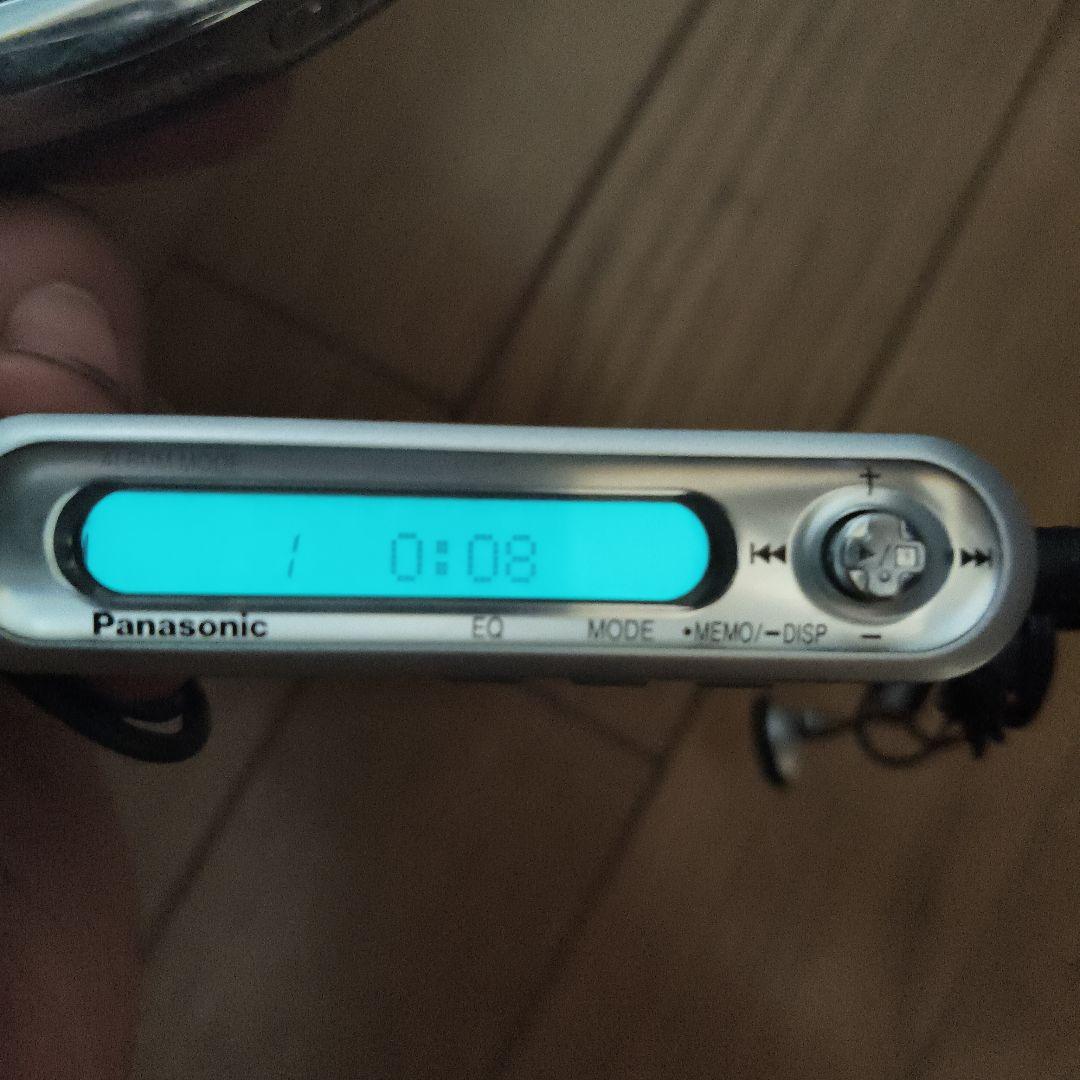 1 0:08
Panasonic EQ MODE •MEMO/—DISP
+
−